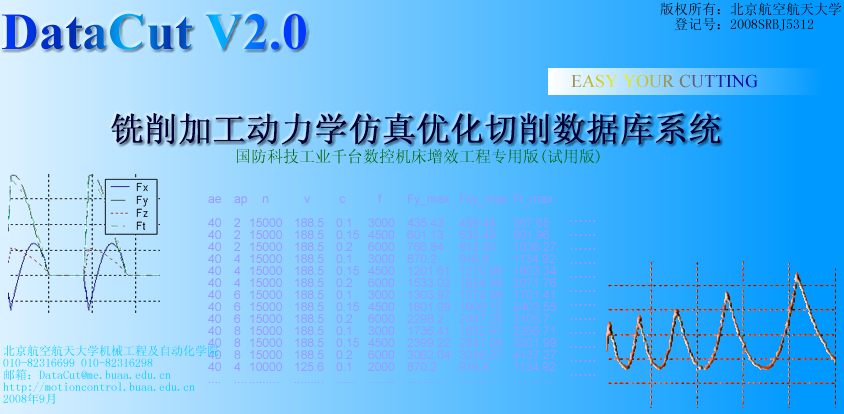 版权所有：北京航空航天大学
登记号：2008SRBJ5312
DataCut V2.0
EASY YOUR CUTTING
铣削加工动力学仿真优化切削数据库系统
国防科技工业千台数控机床增效工程专用版(试用版)
Fx
Fy
Fz
Ft
ae ap n v c f
40 2 15000 188.5 0.1 3000
40 2 15000 188.5 0.15 4500
40 2 15000 188.5 0.2 6000
40 4 15000 188.5 0.1 3000
40 4 15000 188.5 0.15 4500
40 4 15000 188.5 0.2 6000
40 6 15000 188.5 0.1 3000
40 6 15000 188.5 0.15 4500
40 6 15000 188.5 0.2 6000
40 8 15000 188.5 0.1 3000
40 8 15000 188.5 0.15 4500
40 8 15000 188.5 0.2 6000
40 4 10000 125.6 0.1 2000
北京航空航天大学机械工程及自动化学院
010-82316699 010-82316298
邮箱：DataCut@me.buaa.edu.cn
http://motioncontrol.buaa.edu.cn
2008年9月